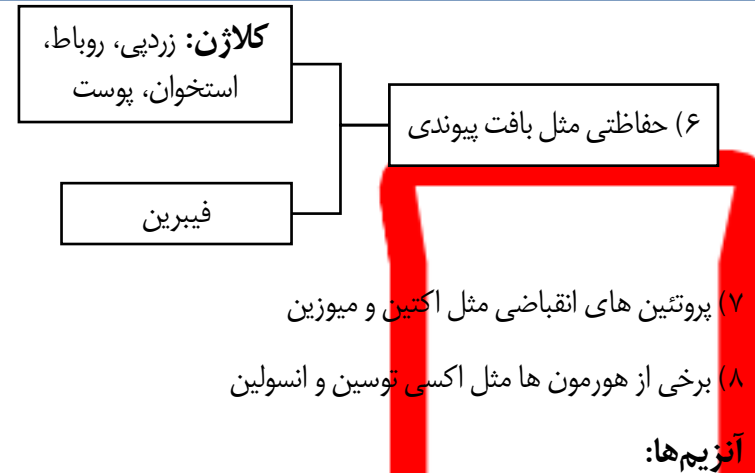 کلاژن: زردپی، روباط،
استخوان، پوست
۶) حفاظتی مثل بافت پیوندی
فیبرین
۷) پروتئین های انقباضی مثل اکتین و میوزین
۸) برخی از هورمون ها مثل اکسی توسین و انسولین
آنزیم‌ها: